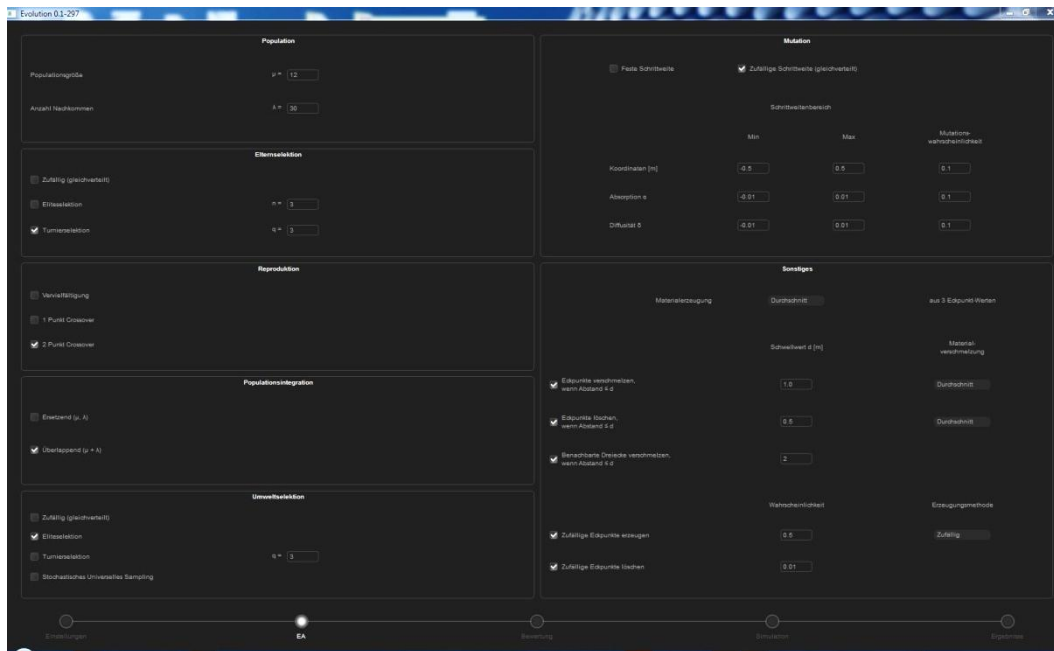 Evolution 0.1-297
Population
Populationsgröße μ = 12
Anzahl Nachkommen λ = 30
Elternselektion
Zufällig (gleichverteilt)
Eliteselektion n = 3
Turnierselektion q = 3
Reproduktion
Vervielfältigung
1 Punkt Crossover
2 Punkt Crossover
Populationsintegration
Ersetzend (μ, λ)
Überlappend (μ + λ)
Umweltselektion
Zufällig (gleichverteilt)
Eliteselektion
Turnierselektion q = 3
Stochastisches Universelles Sampling
Mutation
Feste Schrittweite Zufällige Schrittweite (gleichverteilt)
Schrittweitenbereich
Min Max Mutations-
wahrscheinlichkeit
Koordinaten [m] -0.5 0.5 0.1
Absorption α -0.01 0.01 0.1
Diffusität δ -0.01 0.01 0.1
Sonstiges
Materialerzeugung Durchschnitt aus 3 Eckpunkt-Werten
Schwellwert d [m] Material-
verschmelzung
Eckpunkte verschmelzen,
wenn Abstand ≤ d 1.0 Durchschnitt
Eckpunkte löschen,
wenn Abstand ≤ d 0.5 Durchschnitt
Benachbarte Dreiecke verschmelzen,
wenn Abstand ≤ d 2
Wahrscheinlichkeit Erzeugungsmethode
Zufällige Eckpunkte erzeugen 0.5 Zufällig
Zufällige Eckpunkte löschen 0.01
Einstellungen EA Bewertung Simulation Ergebnisse